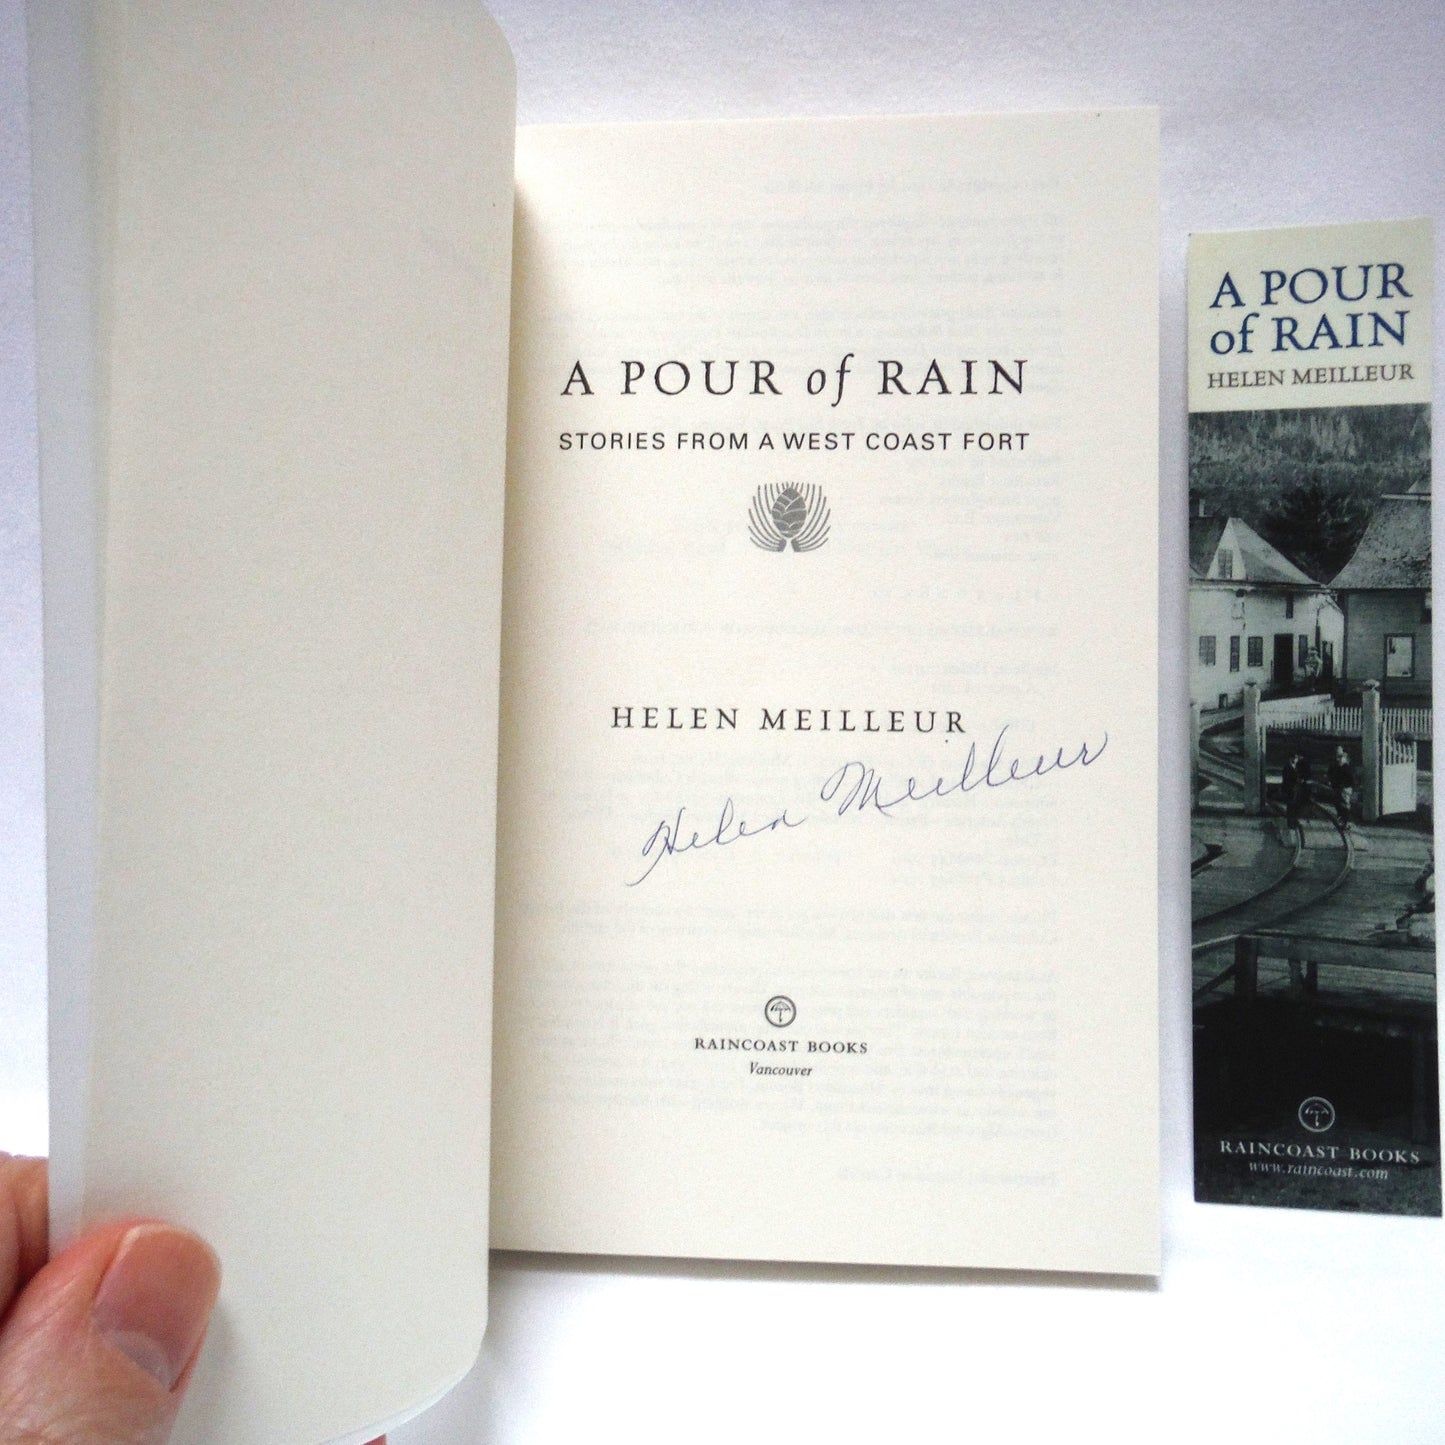 A POUR of RAIN
STORIES FROM A WEST COAST FORT
HELEN MEILLEUR
Helen Meilleur
RAINCOAST BOOKS
Vancouver
A POUR
of RAIN
HELEN MEILLEUR
RAINCOAST BOOKS
www.raincoast.com